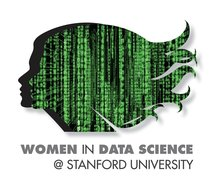 WOMEN IN DATA SCIENCE
@ STANFORD UNIVERSITY